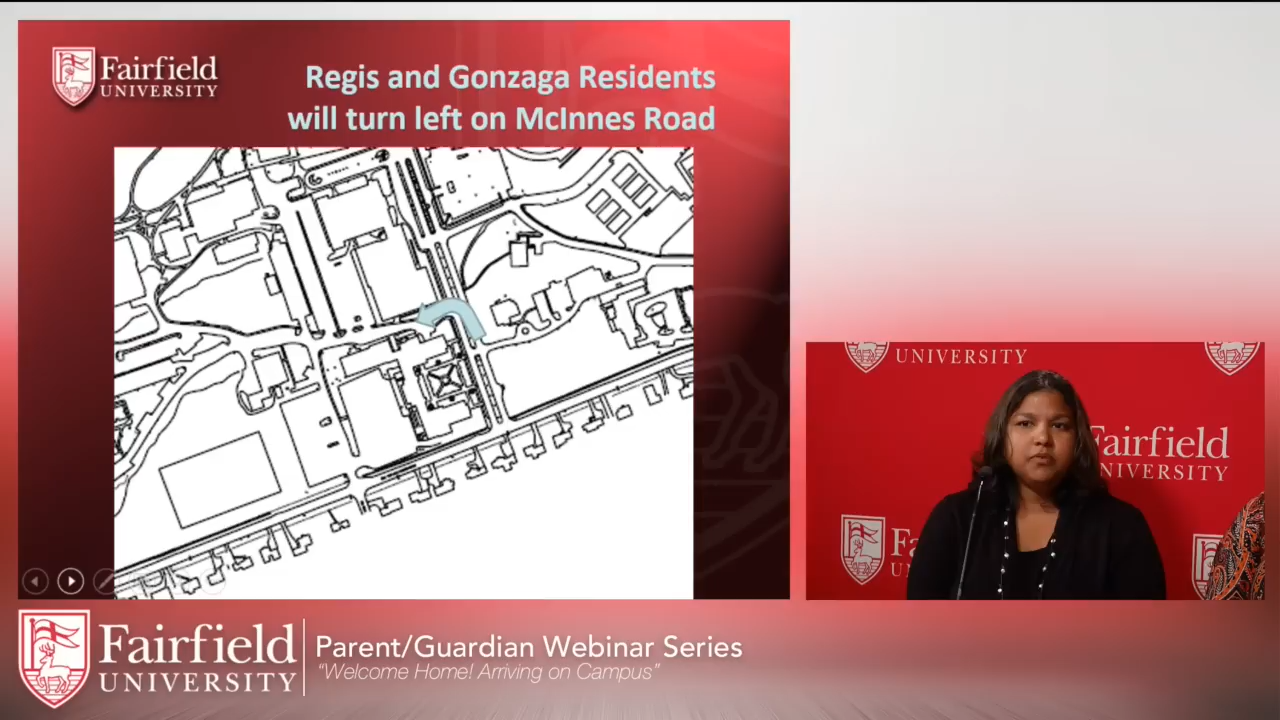 Fairfield
UNIVERSITY
Regis and Gonzaga Residents
will turn left on McInnes Road
UNIVERSITY
Fairfield
UNIVERSITY
Fairfield
UNIVERSITY
Parent/Guardian Webinar Series
“Welcome Home! Arriving on Campus”